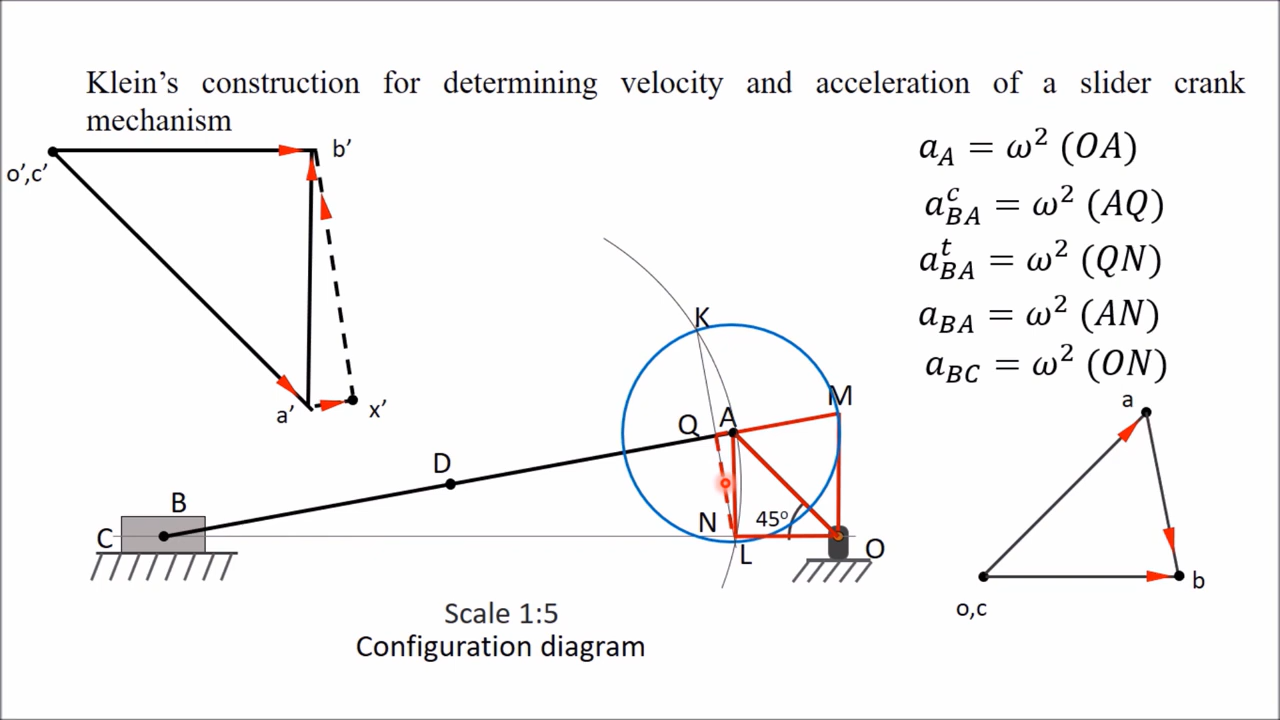 Klein’s construction for determining velocity and acceleration of a slider crank
mechanism
o’,c’
b’
a’
x’
a_A = ω² (OA)
a^c_BA = ω² (AQ)
a^t_BA = ω² (QN)
a_BA = ω² (AN)
a_BC = ω² (ON)
K
M
Q
A
D
B
C
N
45°
L
O
a
b
o,c
Scale 1:5
Configuration diagram